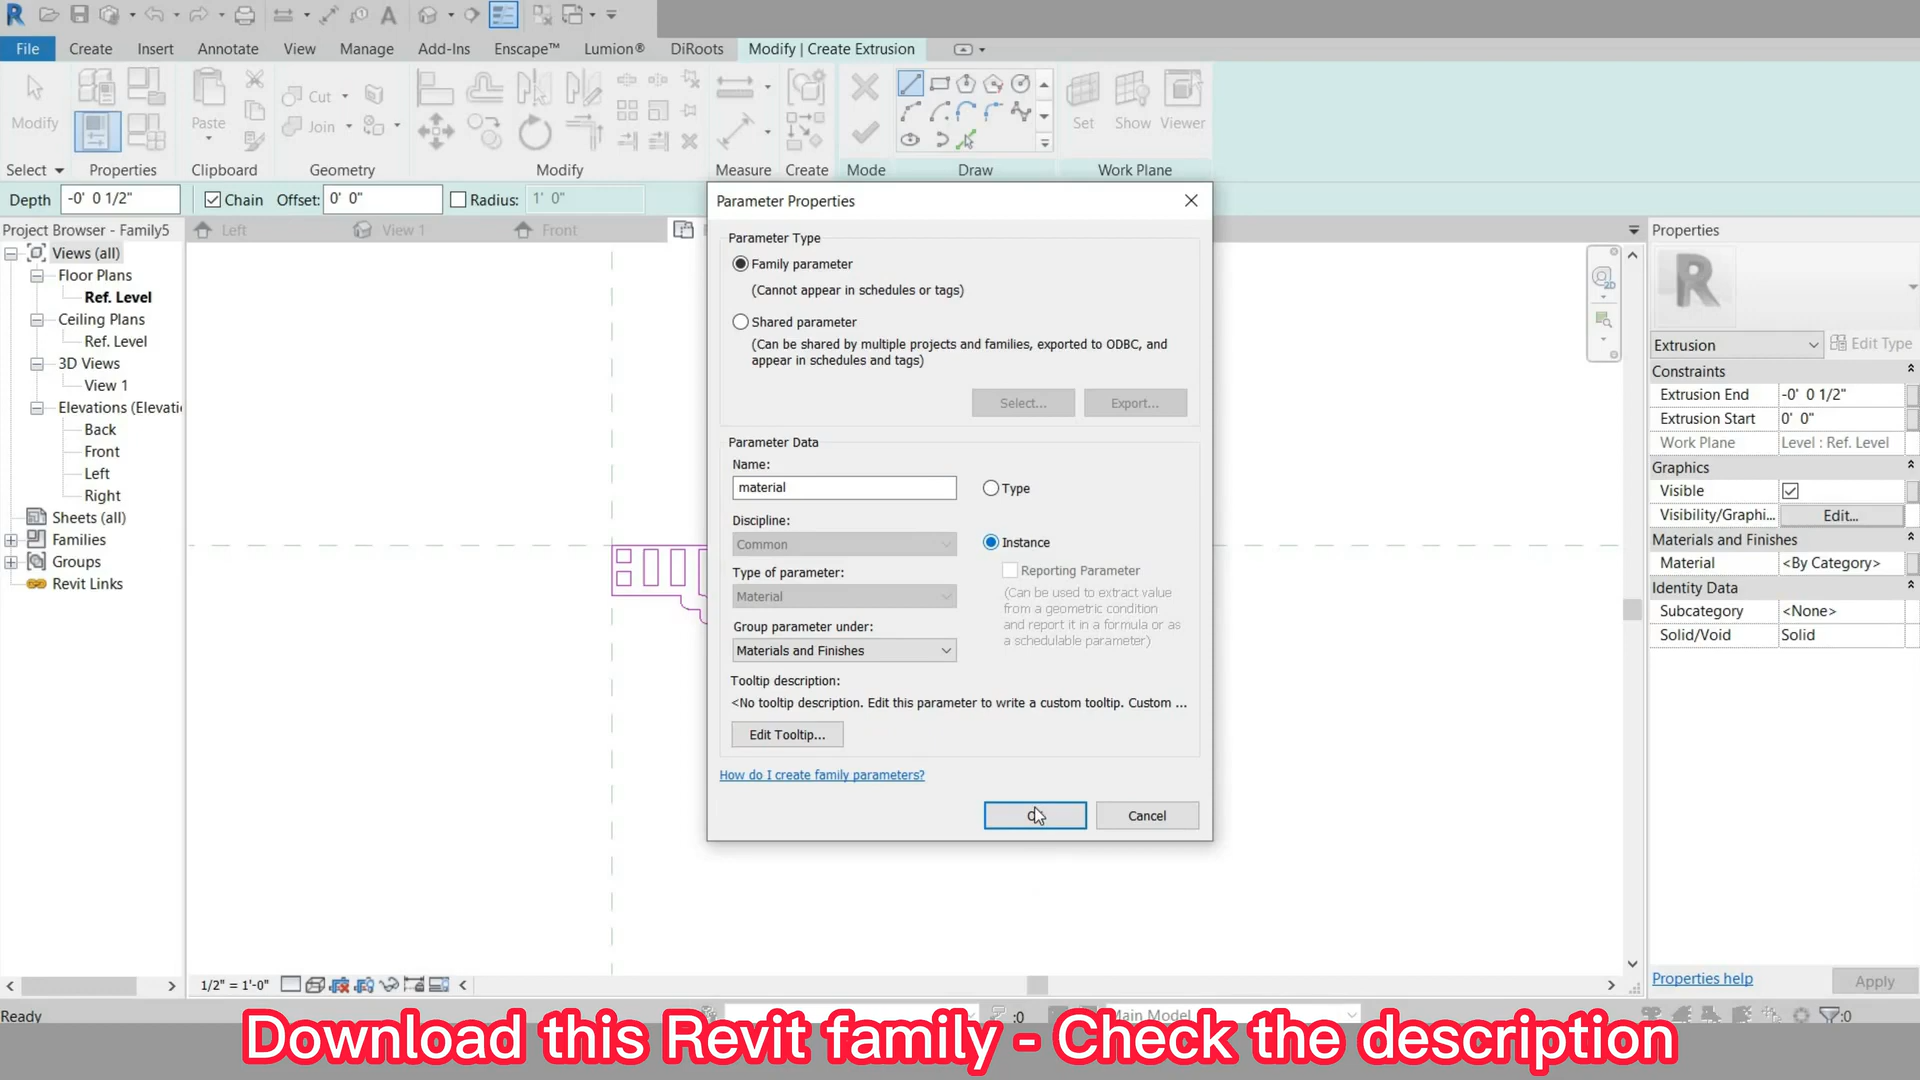 File Create Insert Annotate View Manage Add-Ins Enscape™ Lumion® DiRoots Modify | Create Extrusion
Modify
Cut
Join
Paste
Set Show Viewer
Select Properties Clipboard Geometry Modify Measure Create Mode Draw Work Plane
Depth -0' 0 1/2" Chain Offset: 0' 0" Radius: 1' 0"
Project Browser - Family5
Views (all)
Floor Plans
Ref. Level
Ceiling Plans
Ref. Level
3D Views
View 1
Elevations (Elevati
Back
Front
Left
Right
Sheets (all)
Families
Groups
Revit Links
Left View 1 Front
Parameter Properties
Parameter Type
Family parameter
(Cannot appear in schedules or tags)
Shared parameter
(Can be shared by multiple projects and families, exported to ODBC, and
appear in schedules and tags)
Select... Export...
Parameter Data
Name:
material
Type
Discipline:
Common
Instance
Reporting Parameter
Type of parameter:
Material
(Can be used to extract value
from a geometric condition
and report it in a formula or as
a schedulable parameter)
Group parameter under:
Materials and Finishes
Tooltip description:
<No tooltip description. Edit this parameter to write a custom tooltip. Custom ...
Edit Tooltip...
How do I create family parameters?
Cancel
Properties
R
2D
Extrusion Edit Type
Constraints
Extrusion End -0' 0 1/2"
Extrusion Start 0' 0"
Work Plane Level : Ref. Level
Graphics
Visible
Visibility/Graphi... Edit...
Materials and Finishes
Material <By Category>
Identity Data
Subcategory <None>
Solid/Void Solid
Properties help Apply
1/2" = 1'-0"
Ready :0 Main Model :0
Download this Revit family - Check the description